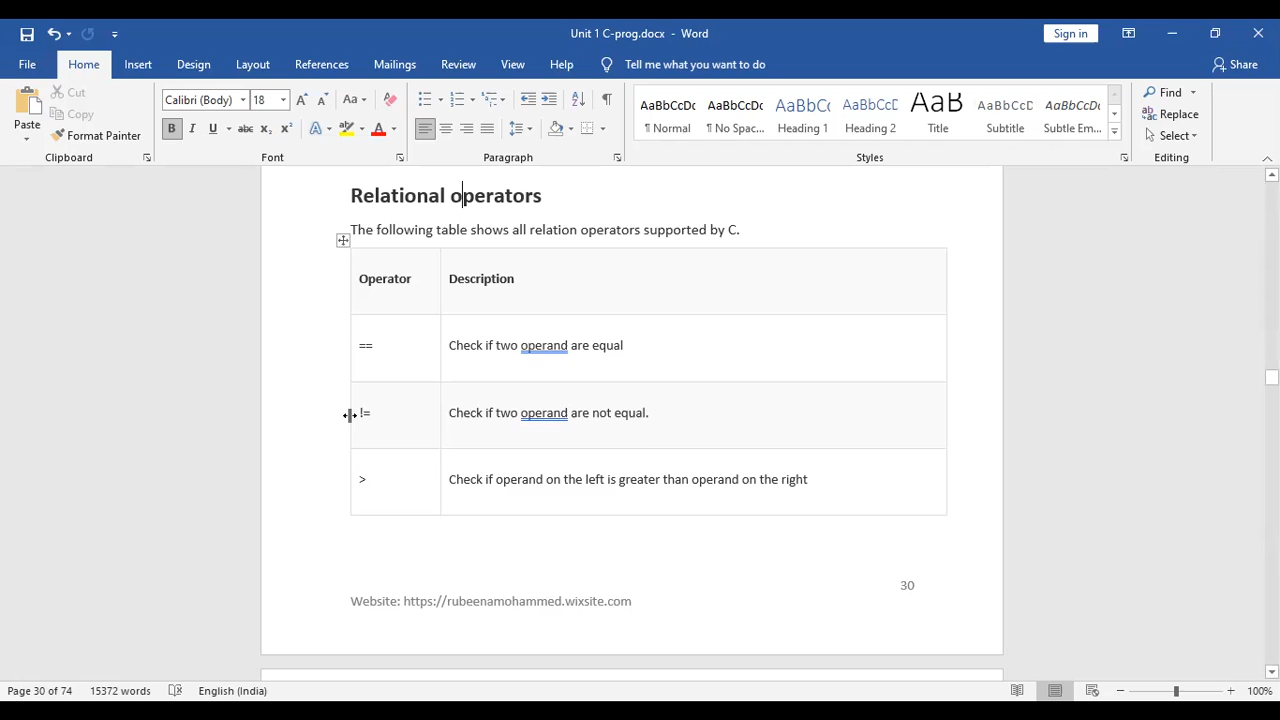 Unit 1 C-prog.docx - Word
Sign in
File Home Insert Design Layout References Mailings Review View Help Tell me what you want to do Share
Paste
Cut
Copy
Format Painter
Clipboard
Calibri (Body) 18
B I U abc x₂ x²
Font
Paragraph
AaBbCcDc ¶ Normal
AaBbCcDc ¶ No Spac...
AaBbCc Heading 1
AaBbCcD Heading 2
AaB Title
AaBbCcD Subtitle
AaBbCcDc Subtle Em...
Styles
Find
Replace
Select
Editing
Relational operators
The following table shows all relation operators supported by C.
Operator Description
== Check if two operand are equal
!= Check if two operand are not equal.
> Check if operand on the left is greater than operand on the right
30
Website: https://rubeenamohammed.wixsite.com
Page 30 of 74 15372 words English (India) 100%